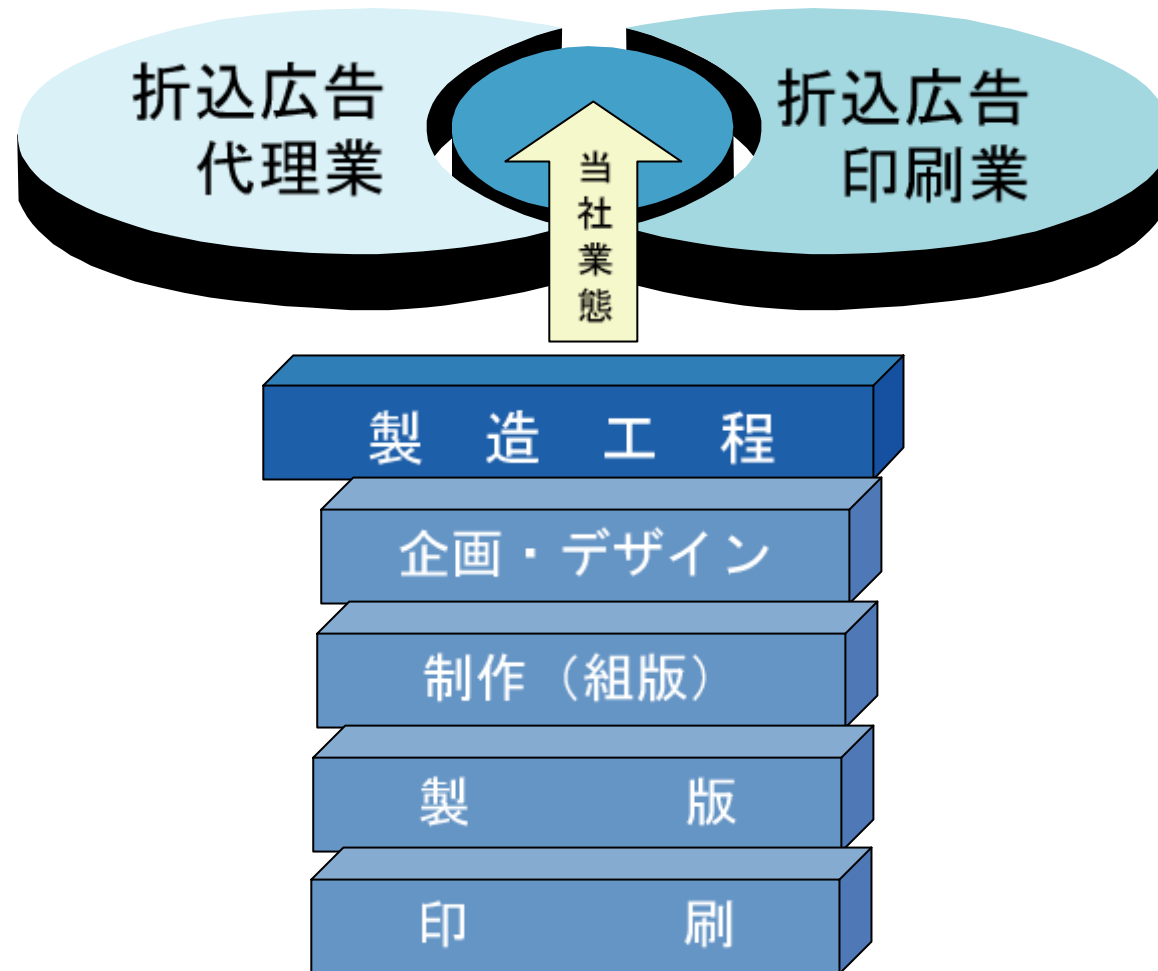 折込広告
代理業
折込広告
印刷業
当社業態
製造工程
企画・デザイン
制作（組版）
製版
印刷